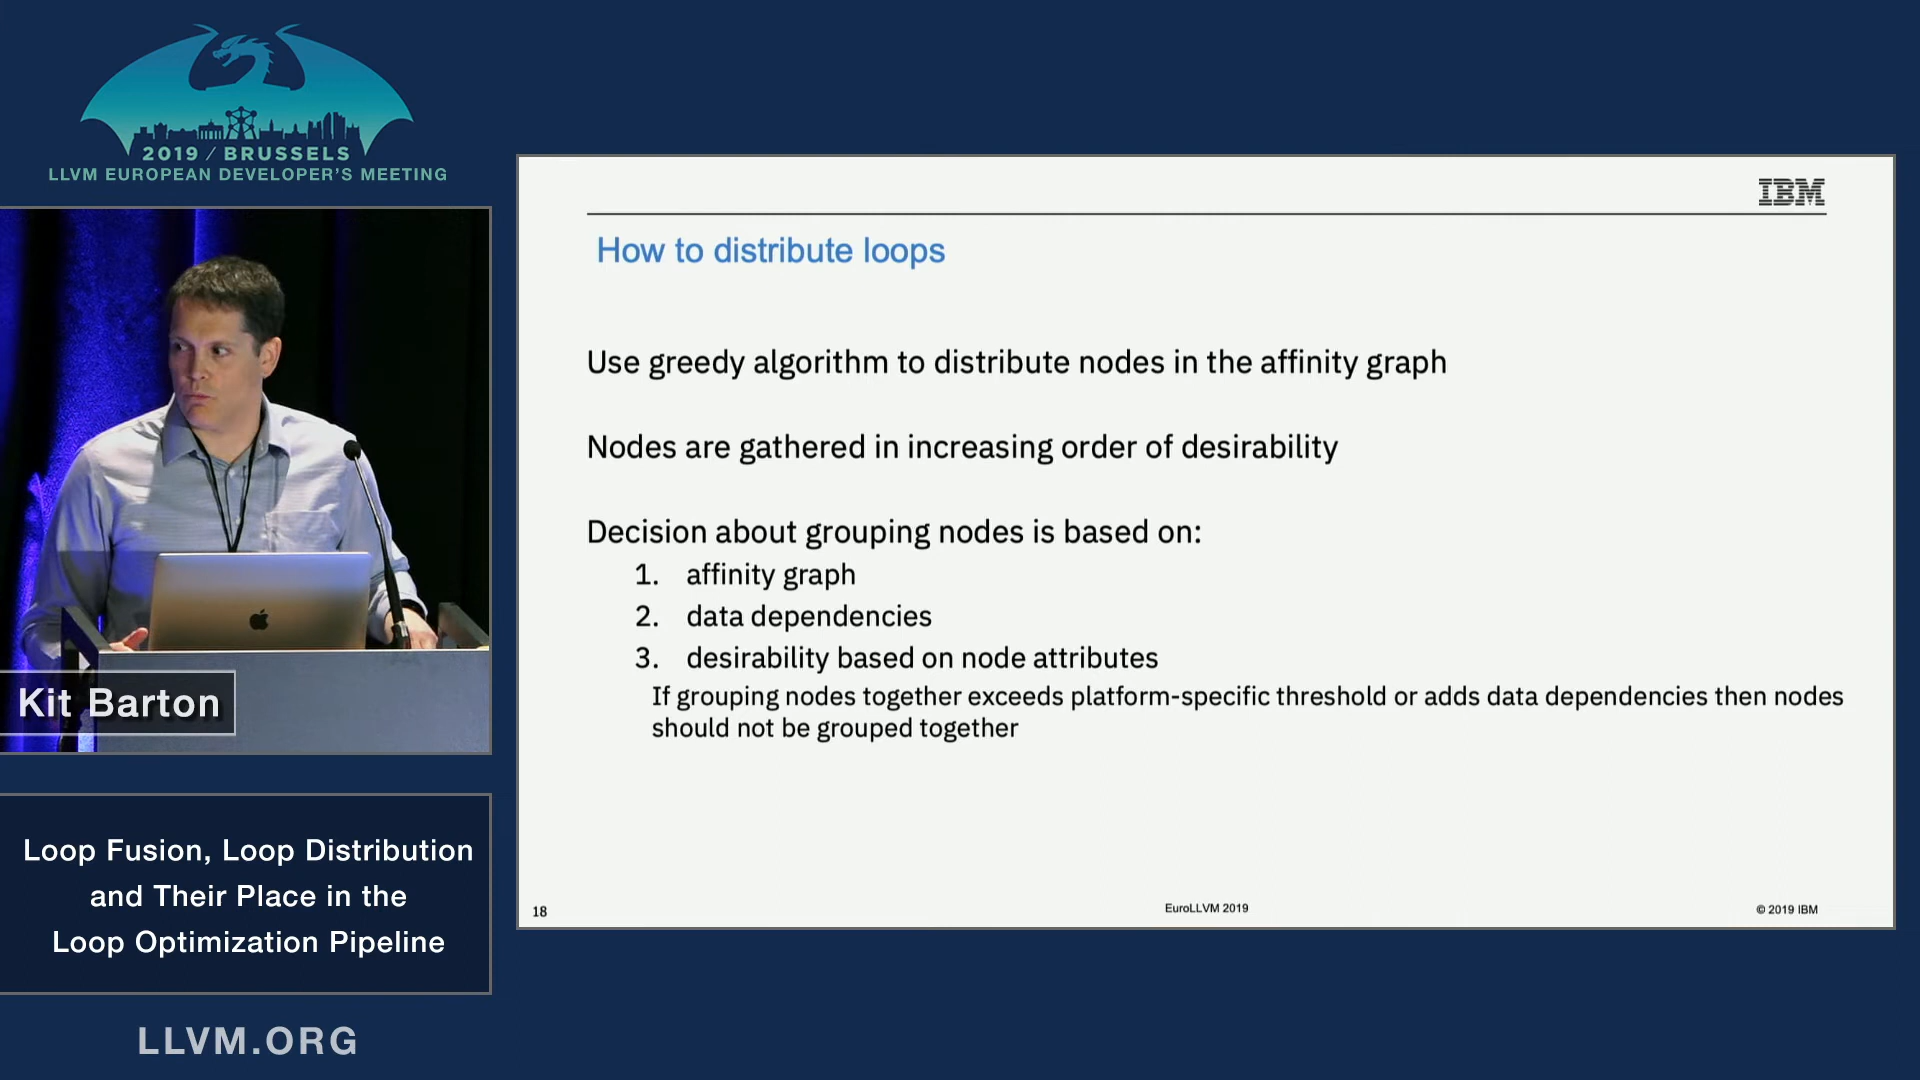 2019 / BRUSSELS
LLVM EUROPEAN DEVELOPER'S MEETING
Kit Barton
Loop Fusion, Loop Distribution
and Their Place in the
Loop Optimization Pipeline
LLVM.ORG
IBM
How to distribute loops
Use greedy algorithm to distribute nodes in the affinity graph
Nodes are gathered in increasing order of desirability
Decision about grouping nodes is based on:
1. affinity graph
2. data dependencies
3. desirability based on node attributes
If grouping nodes together exceeds platform-specific threshold or adds data dependencies then nodes
should not be grouped together
18
EuroLLVM 2019
© 2019 IBM